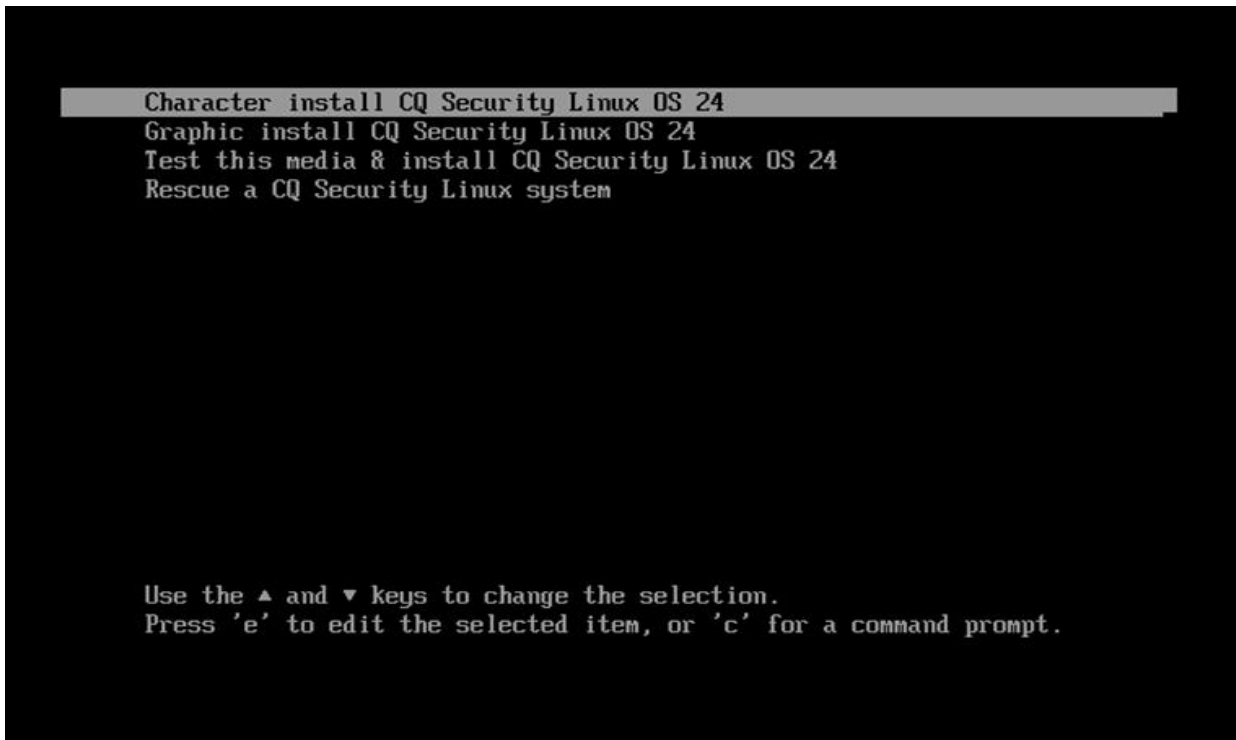 Character install CQ Security Linux OS 24
Graphic install CQ Security Linux OS 24
Test this media & install CQ Security Linux OS 24
Rescue a CQ Security Linux system
Use the ▲ and ▼ keys to change the selection.
Press 'e' to edit the selected item, or 'c' for a command prompt.